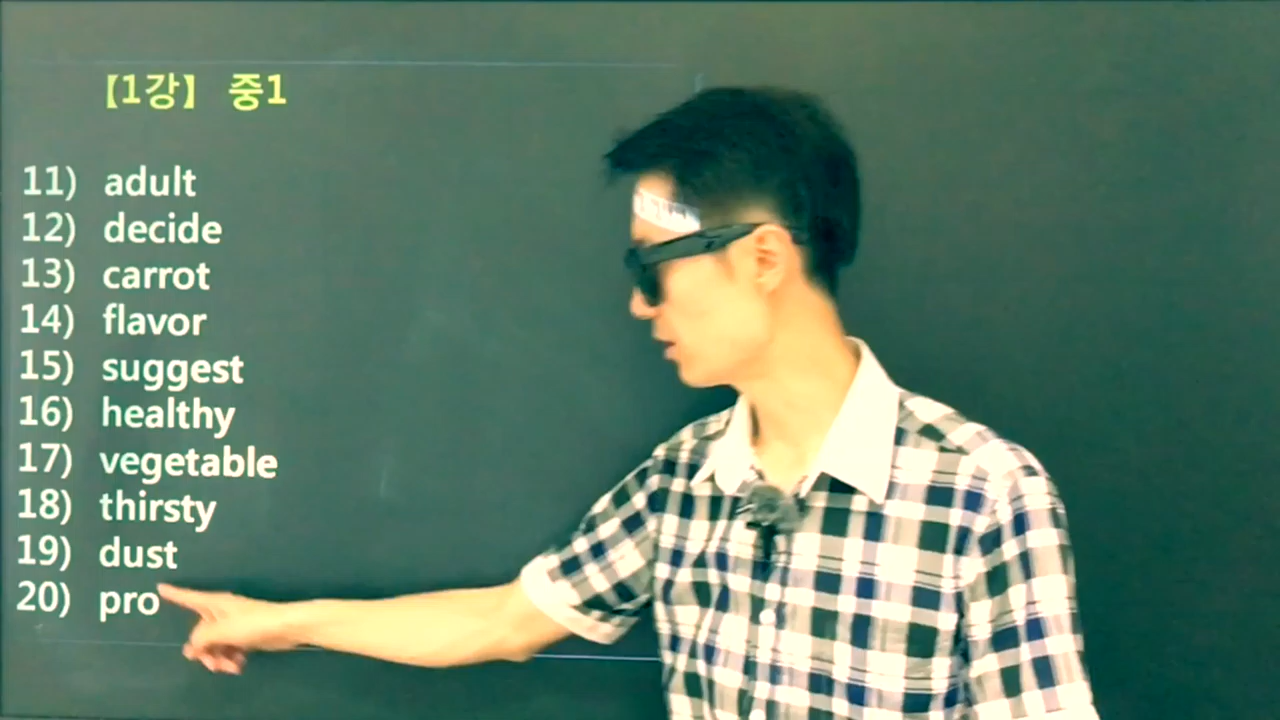 【1강】 중1
11) adult
12) decide
13) carrot
14) flavor
15) suggest
16) healthy
17) vegetable
18) thirsty
19) dust
20) pro